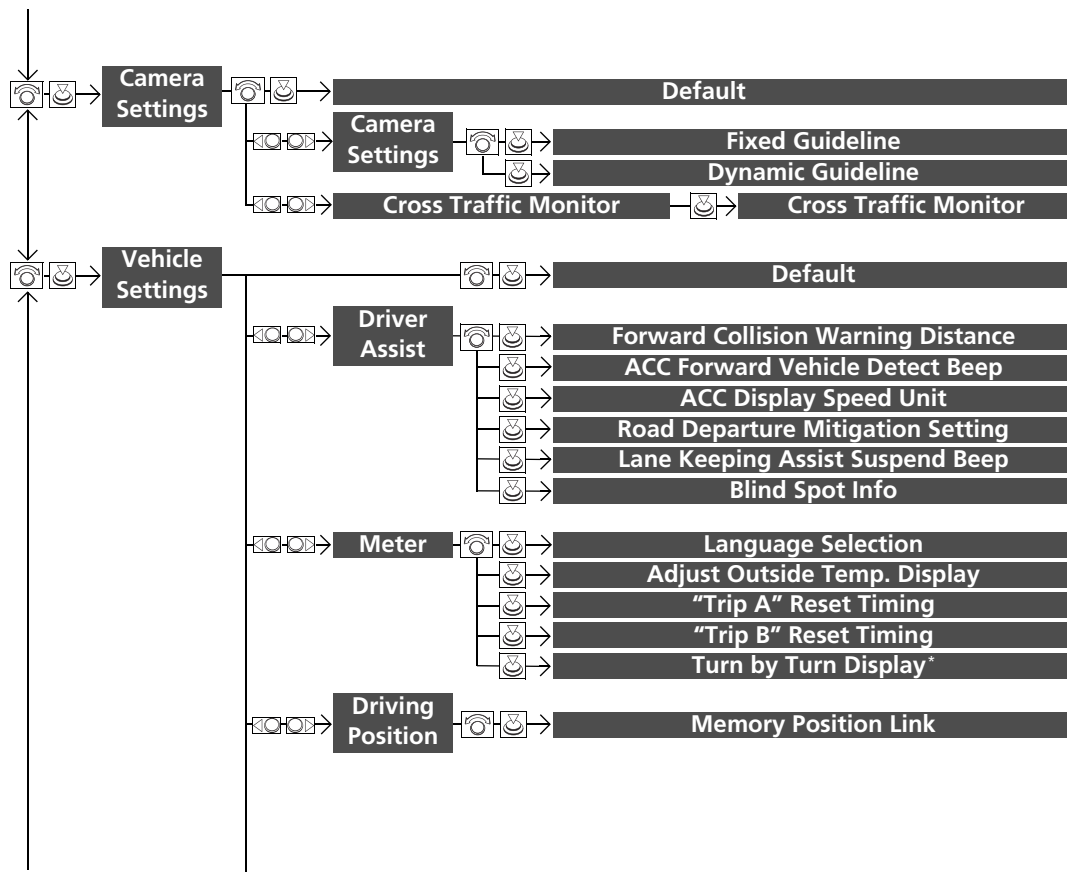 Camera
Settings
Default
Camera
Settings
Fixed Guideline
Dynamic Guideline
Cross Traffic Monitor
Cross Traffic Monitor
Vehicle
Settings
Default
Driver
Assist
Forward Collision Warning Distance
ACC Forward Vehicle Detect Beep
ACC Display Speed Unit
Road Departure Mitigation Setting
Lane Keeping Assist Suspend Beep
Blind Spot Info
Meter
Language Selection
Adjust Outside Temp. Display
“Trip A” Reset Timing
“Trip B” Reset Timing
Turn by Turn Display*
Driving
Position
Memory Position Link